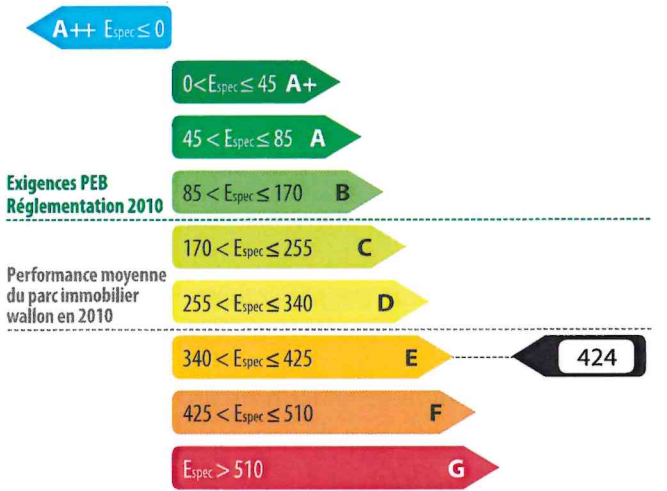 A++ Espec ≤ 0
0<Espec ≤ 45 A+
45 < Espec ≤ 85 A
Exigences PEB
Réglementation 2010
85 < Espec ≤ 170 B
170 < Espec ≤ 255 C
Performance moyenne
du parc immobilier
wallon en 2010
255 < Espec ≤ 340 D
340 < Espec ≤ 425 E
424
425 < Espec ≤ 510 F
Espec > 510 G